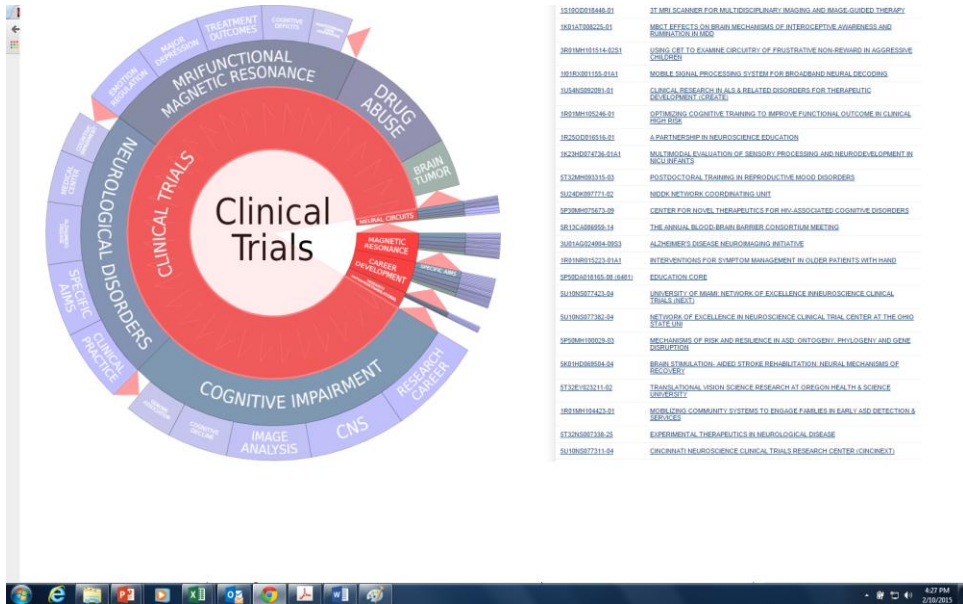 Clinical
Trials
CLINICAL TRIALS
MRIFUNCTIONAL
MAGNETIC RESONANCE
DRUG
ABUSE
BRAIN
TUMOR
NEURAL CIRCUITS
MAGNETIC
RESONANCE
CAREER
DEVELOPMENT
SPECIFIC AIMS
COGNITIVE IMPAIRMENT
NEUROLOGICAL DISORDERS
EMOTION
REGULATION
MAJOR
DEPRESSION
TREATMENT
OUTCOMES
COGNITIVE
DEFICITS
MEDICAL
CENTER
SPECIFIC
AIMS
CLINICAL
PRACTICE
COGNITIVE
DECLINE
IMAGE
ANALYSIS
CNS
RESEARCH
CAREER
1S10OD018448-01 3T MRI SCANNER FOR MULTIDISCIPLINARY IMAGING AND IMAGE-GUIDED THERAPY
1K01AT008225-01 MBCT EFFECTS ON BRAIN MECHANISMS OF INTEROCEPTIVE AWARENESS AND
RUMINATION IN MDD
3R01MH101514-02S1 USING CBT TO EXAMINE CIRCUITRY OF FRUSTRATIVE NON-REWARD IN AGGRESSIVE
CHILDREN
1I01RX001155-01A1 MOBILE SIGNAL PROCESSING SYSTEM FOR BROADBAND NEURAL DECODING.
1U54NS092091-01 CLINICAL RESEARCH IN ALS & RELATED DISORDERS FOR THERAPEUTIC
DEVELOPMENT (CREATE)
1R01MH105246-01 OPTIMIZING COGNITIVE TRAINING TO IMPROVE FUNCTIONAL OUTCOME IN CLINICAL
HIGH RISK
1R25OD016516-01 A PARTNERSHIP IN NEUROSCIENCE EDUCATION
1K23HD074736-01A1 MULTIMODAL EVALUATION OF SENSORY PROCESSING AND NEURODEVELOPMENT IN
NICU INFANTS
5T32MH093315-03 POSTDOCTORAL TRAINING IN REPRODUCTIVE MOOD DISORDERS
5U24DK097771-02 NIDDK NETWORK COORDINATING UNIT
5P30MH075673-09 CENTER FOR NOVEL THERAPEUTICS FOR HIV-ASSOCIATED COGNITIVE DISORDERS
5R13CA086959-14 THE ANNUAL BLOOD-BRAIN BARRIER CONSORTIUM MEETING
3U01AG024904-09S3 ALZHEIMER'S DISEASE NEUROIMAGING INITIATIVE
1R01NR015223-01A1 INTERVENTIONS FOR SYMPTOM MANAGEMENT IN OLDER PATIENTS WITH HAND
5P50DA018165-08 (6481) EDUCATION CORE
5U10NS077423-04 UNIVERSITY OF MIAMI: NETWORK OF EXCELLENCE INNEUROSCIENCE CLINICAL
TRIALS (NEXT)
5U10NS077382-04 NETWORK OF EXCELLENCE IN NEUROSCIENCE CLINICAL TRIAL CENTER AT THE OHIO
STATE UNI
5P50MH100029-03 MECHANISMS OF RISK AND RESILIENCE IN ASD: ONTOGENY, PHYLOGENY AND GENE
DISRUPTION
5K01HD069504-04 BRAIN STIMULATION- AIDED STROKE REHABILITATION: NEURAL MECHANISMS OF
RECOVERY
5T32EY023211-02 TRANSLATIONAL VISION SCIENCE RESEARCH AT OREGON HEALTH & SCIENCE
UNIVERSITY
1R01MH104423-01 MOBILIZING COMMUNITY SYSTEMS TO ENGAGE FAMILIES IN EARLY ASD DETECTION &
SERVICES
5T32NS007338-25 EXPERIMENTAL THERAPEUTICS IN NEUROLOGICAL DISEASE
5U10NS077311-04 CINCINNATI NEUROSCIENCE CLINICAL TRIALS RESEARCH CENTER (CINCINEXT)
4:27 PM
2/10/2015